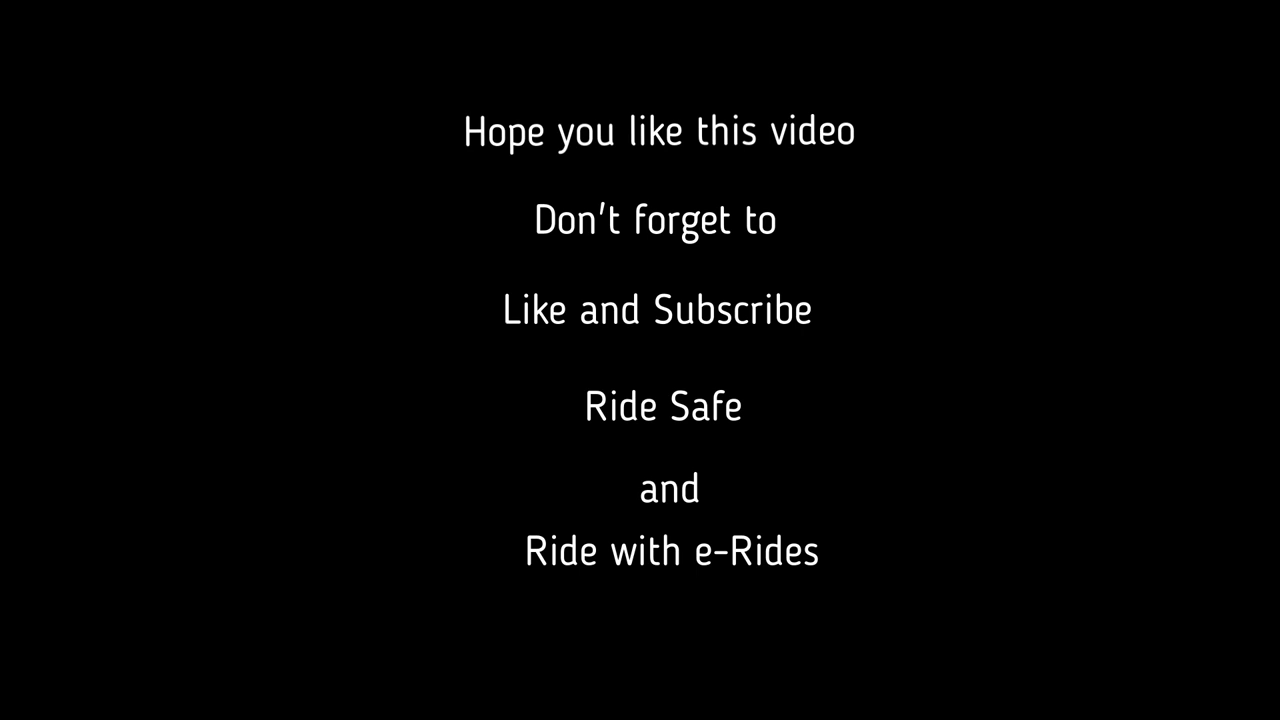 Hope you like this video
Don't forget to
Like and Subscribe
Ride Safe
and
Ride with e-Rides